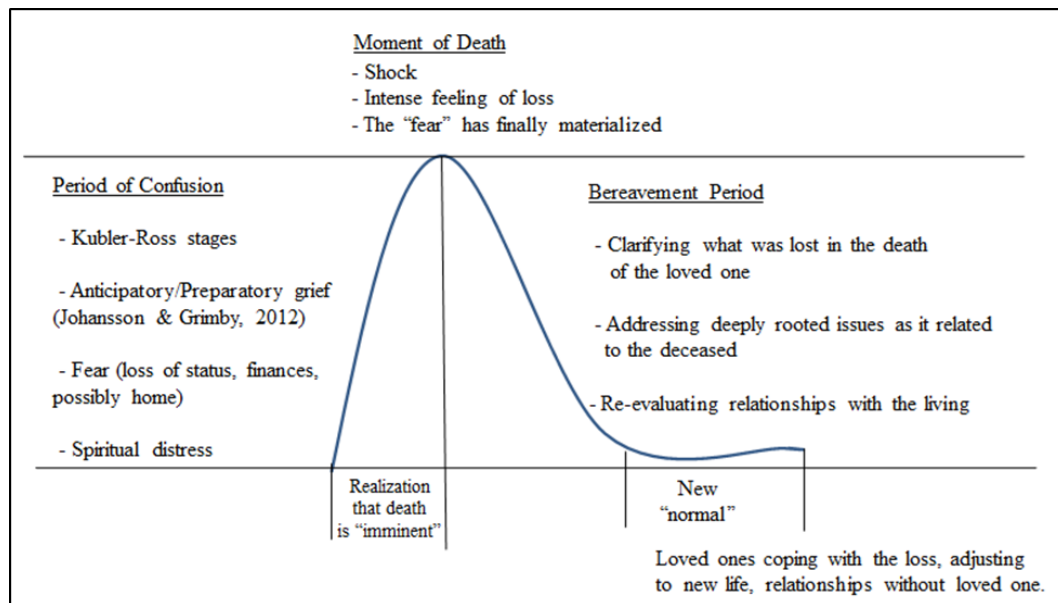 Moment of Death
- Shock
- Intense feeling of loss
- The “fear” has finally materialized
Period of Confusion
- Kubler-Ross stages
- Anticipatory/Preparatory grief
(Johansson & Grimby, 2012)
- Fear (loss of status, finances,
possibly home)
- Spiritual distress
Bereavement Period
- Clarifying what was lost in the death
of the loved one
- Addressing deeply rooted issues as it related
to the deceased
- Re-evaluating relationships with the living
Realization
that death
is “imminent”
New
“normal”
Loved ones coping with the loss, adjusting
to new life, relationships without loved one.